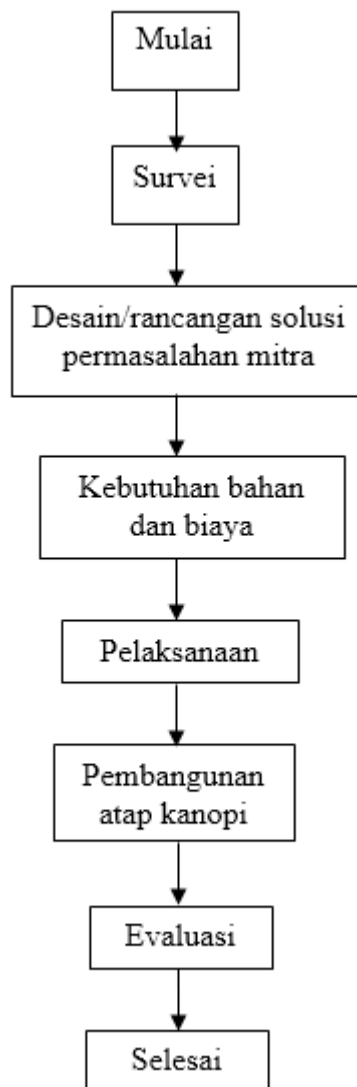 Mulai
Survei
Desain/rancangan solusi
permasalahan mitra
Kebutuhan bahan
dan biaya
Pelaksanaan
Pembangunan
atap kanopi
Evaluasi
Selesai